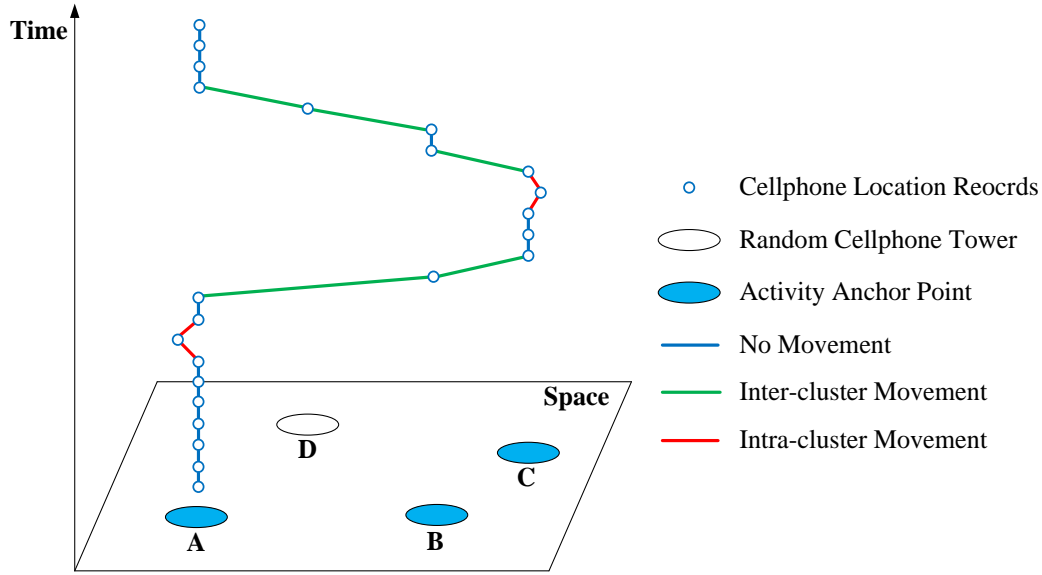 Time
Cellphone Location Reocrds
Random Cellphone Tower
Activity Anchor Point
No Movement
Inter-cluster Movement
Intra-cluster Movement
Space
D
C
A
B